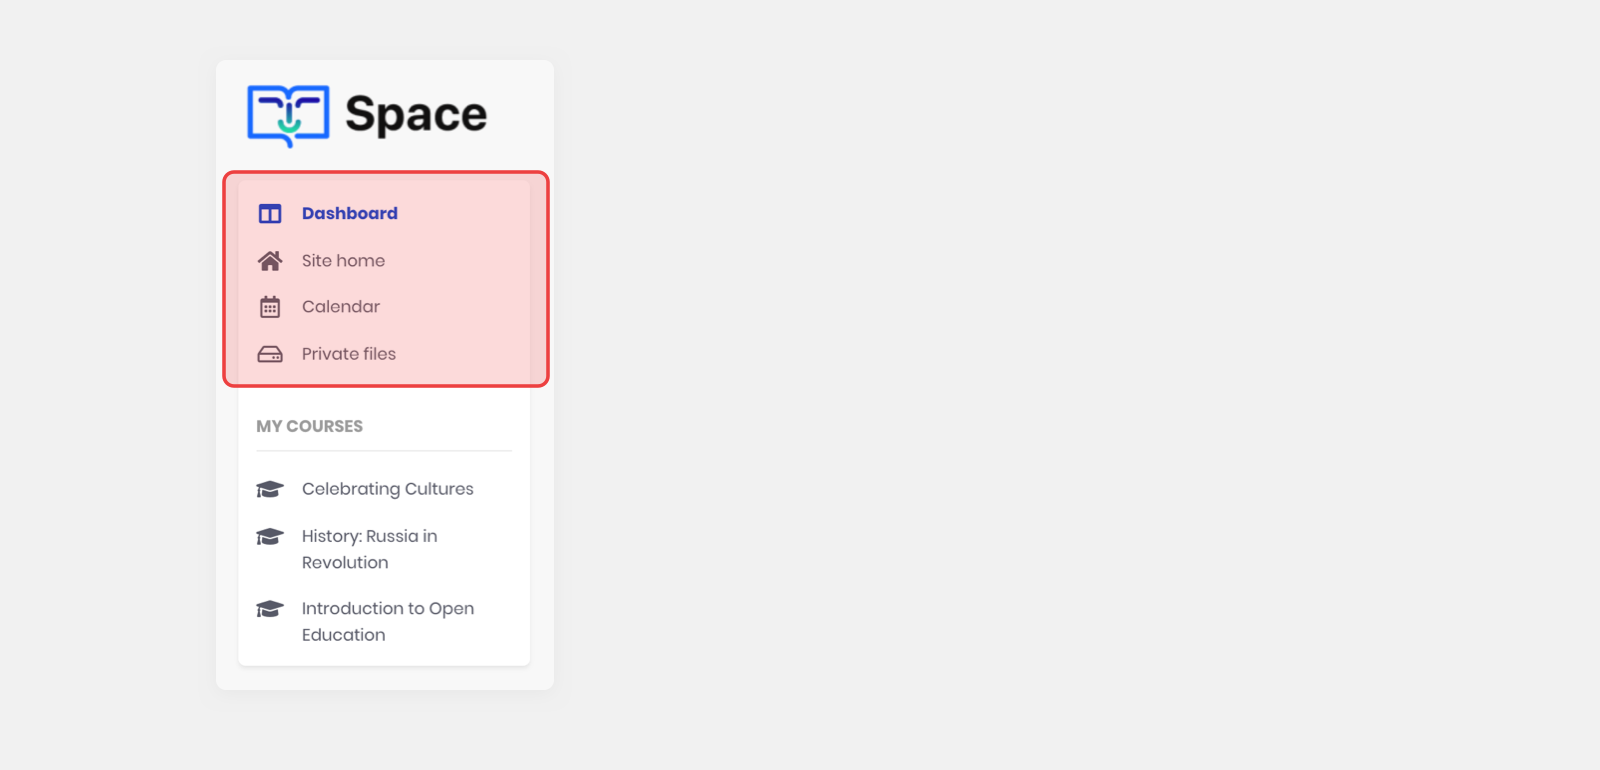 Space
Dashboard
Site home
Calendar
Private files
MY COURSES
Celebrating Cultures
History: Russia in
Revolution
Introduction to Open
Education